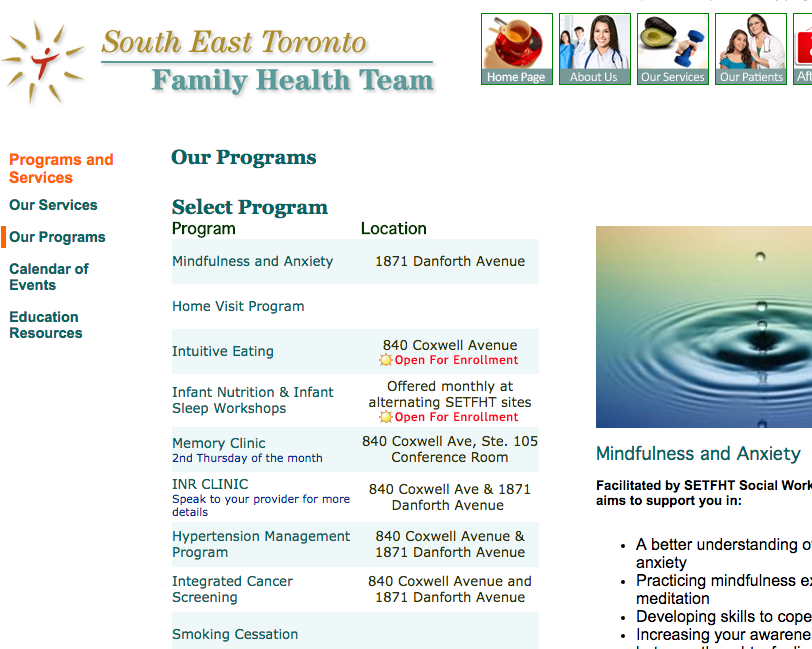 South East Toronto
Family Health Team
Home Page
About Us
Our Services
Our Patients
Programs and
Services
Our Services
Our Programs
Calendar of
Events
Education
Resources
Our Programs
Select Program
Program Location
Mindfulness and Anxiety 1871 Danforth Avenue
Home Visit Program
Intuitive Eating 840 Coxwell Avenue
Open For Enrollment
Infant Nutrition & Infant
Sleep Workshops
Offered monthly at
alternating SETFHT sites
Open For Enrollment
Memory Clinic
2nd Thursday of the month
840 Coxwell Ave, Ste. 105
Conference Room
INR CLINIC
Speak to your provider for more
details
840 Coxwell Ave & 1871
Danforth Avenue
Hypertension Management
Program
840 Coxwell Avenue &
1871 Danforth Avenue
Integrated Cancer
Screening
840 Coxwell Avenue and
1871 Danforth Avenue
Smoking Cessation
Mindfulness and Anxiety
Facilitated by SETFHT Social Work
aims to support you in:
A better understanding o
anxiety
Practicing mindfulness ex
meditation
Developing skills to cope
Increasing your awarene